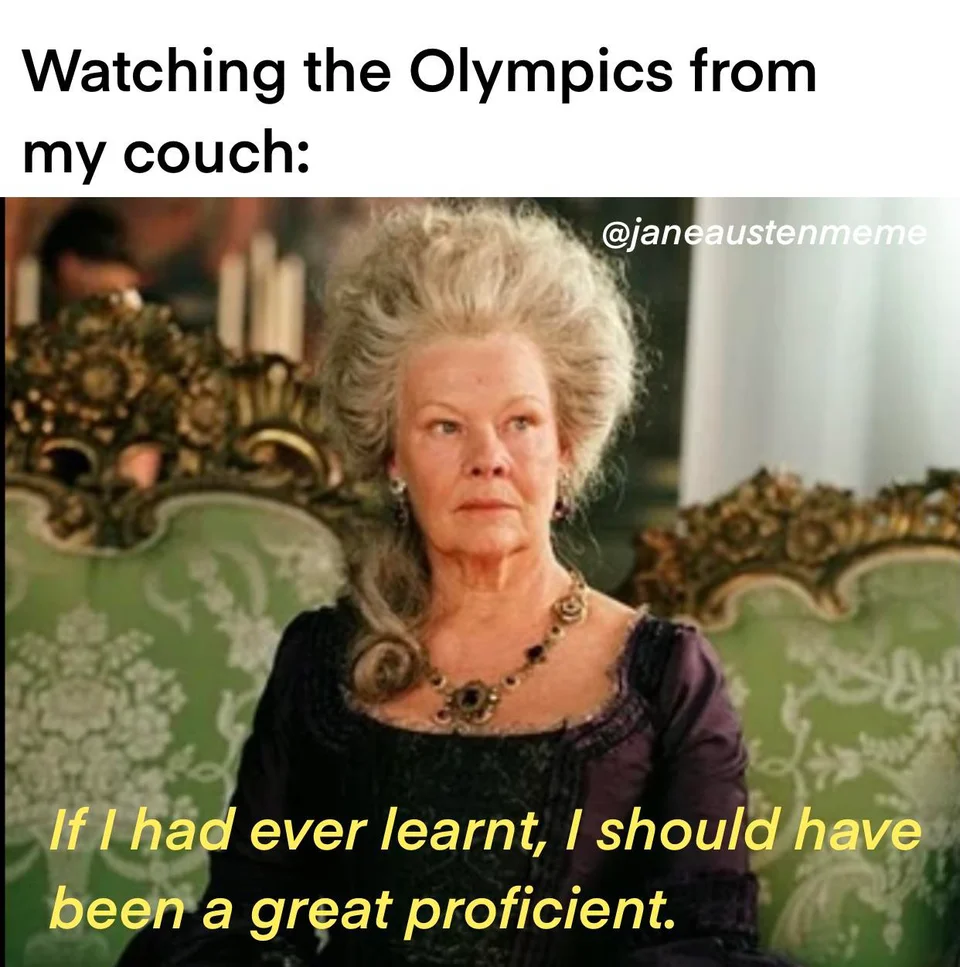 Watching the Olympics from
my couch:
@janeaustenmeme
If I had ever learnt, I should have
been a great proficient.